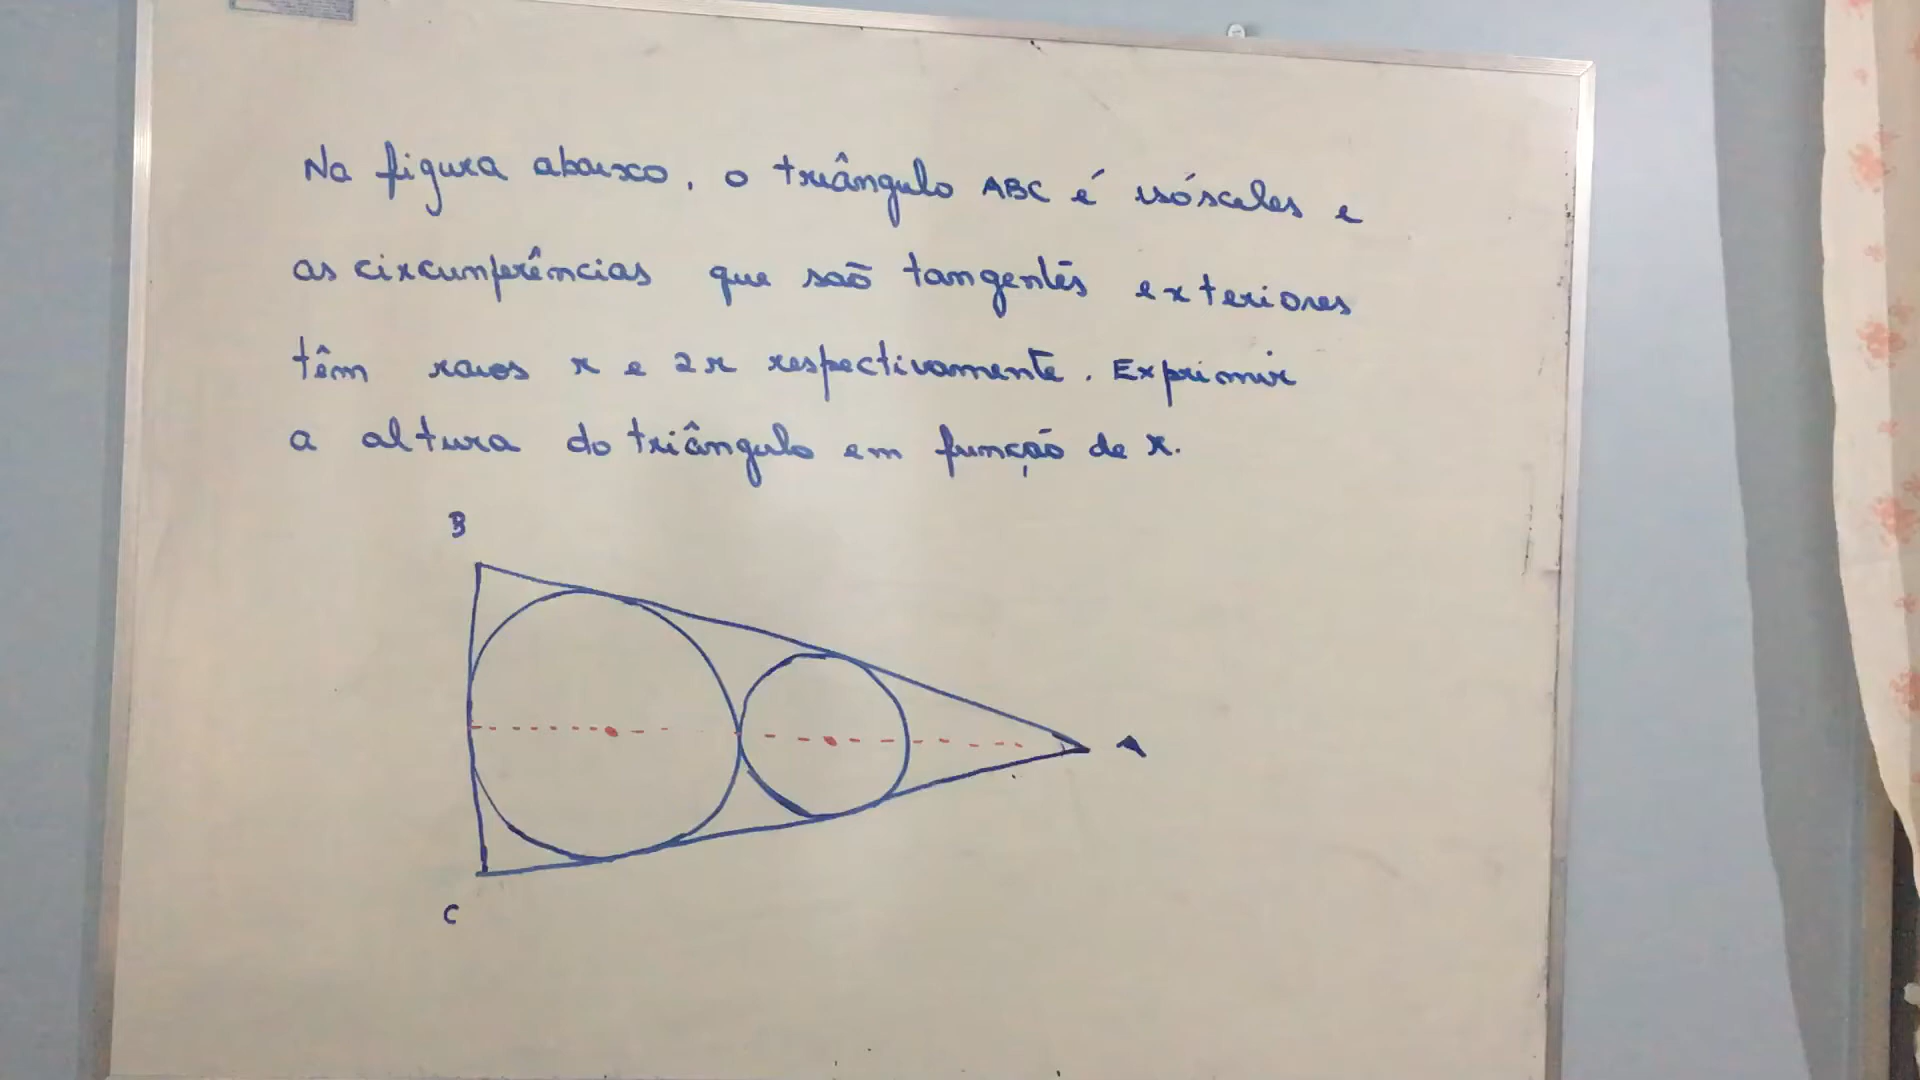 Na figura abaixo, o triângulo ABC é isósceles e
as circunferências que são tangentes exteriores
têm raios r e 2r respectivamente. Exprimir
a altura do triângulo em função de r.
B
A
C